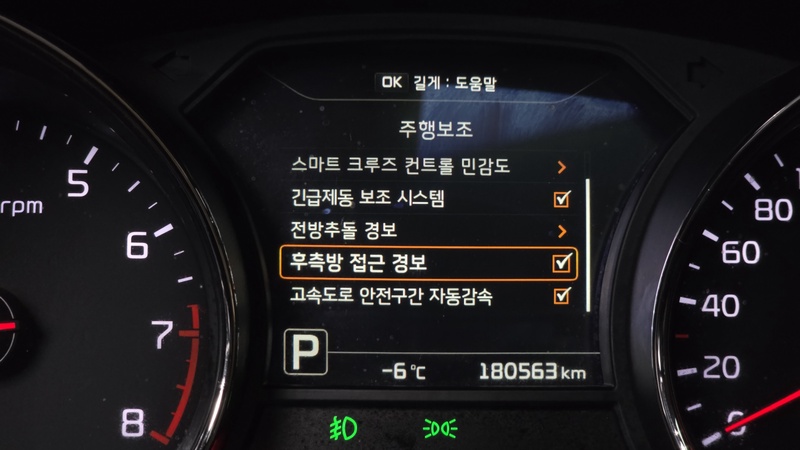 OK 길게 : 도움말
주행보조
스마트 크루즈 컨트롤 민감도
긴급제동 보조 시스템
전방추돌 경보
후측방 접근 경보
고속도로 안전구간 자동감속
P
-6°C 180563 km
rpm
5
6
7
8
80
60
40
20
0